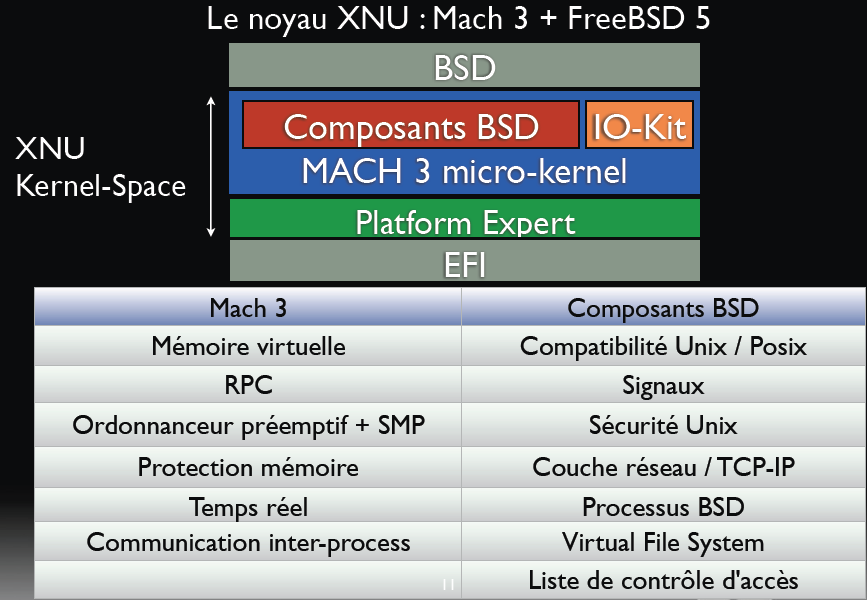 Le noyau XNU : Mach 3 + FreeBSD 5
BSD
XNU
Kernel-Space
Composants BSD
IO-Kit
MACH 3 micro-kernel
Platform Expert
EFI
Mach 3 Composants BSD
Mémoire virtuelle Compatibilité Unix / Posix
RPC Signaux
Ordonnanceur préemptif + SMP Sécurité Unix
Protection mémoire Couche réseau / TCP-IP
Temps réel Processus BSD
Communication inter-process Virtual File System
11 Liste de contrôle d'accès